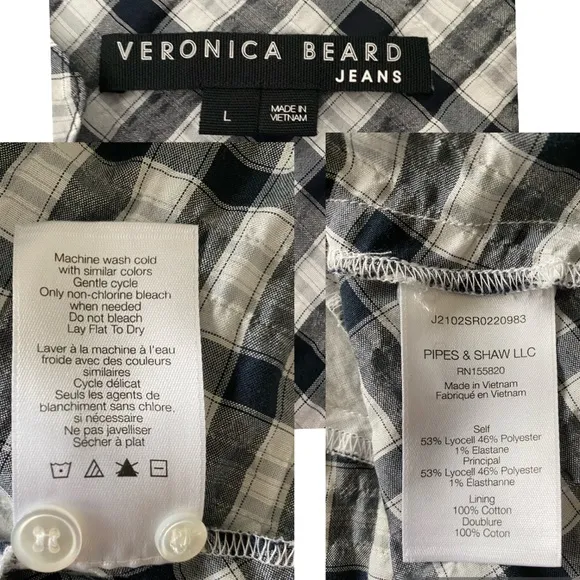 VERONICA BEARD
JEANS
L
MADE IN
VIETNAM
Machine wash cold
with similar colors
Gentle cycle
Only non-chlorine bleach
when needed
Do not bleach
Lay Flat To Dry
Laver à la machine à l'eau
froide avec des couleurs
similaires
Cycle délicat
Seuls les agents de
blanchiment sans chlore,
si nécessaire
Ne pas javelliser
Sécher à plat
J2102SR0220983
PIPES & SHAW LLC
RN155820
Made in Vietnam
Fabriqué en Vietnam
Self
53% Lyocell 46% Polyester
1% Elastane
Principal
53% Lyocell 46% Polyester
1% Élasthanne
Lining
100% Cotton
Doublure
100% Coton